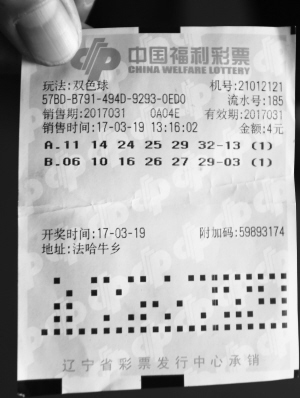 中国福利彩票
CHINA WELFARE LOTTERY
玩法:双色球 机号:21012121
57BD-B791-494D-9293-0ED0 流水号:185
销售期:2017031 0A04E 有效期:2017031
销售时间:17-03-19 13:16:02 金额:4元
A.11 14 24 25 29 32-13 (1)
B.06 10 16 26 27 29-03 (1)
开奖时间:17-03-19 附加码:59893174
地址:法哈牛乡
辽宁省彩票发行中心承销